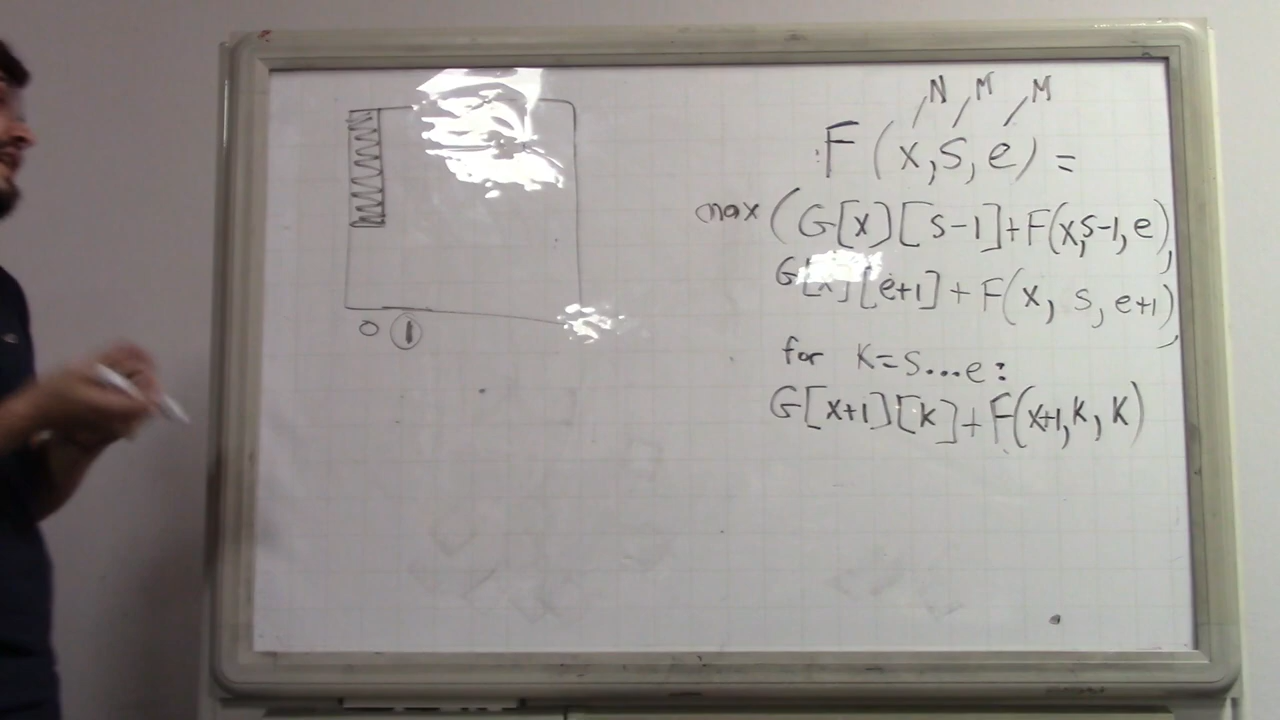 0 1
N M M
F(x,s,e)=
max(G[x][s-1]+F(x,s-1,e),
G[x][e+1]+F(x, s, e+1),
for k=s...e:
G[x+1][k]+F(x+1,k,k)